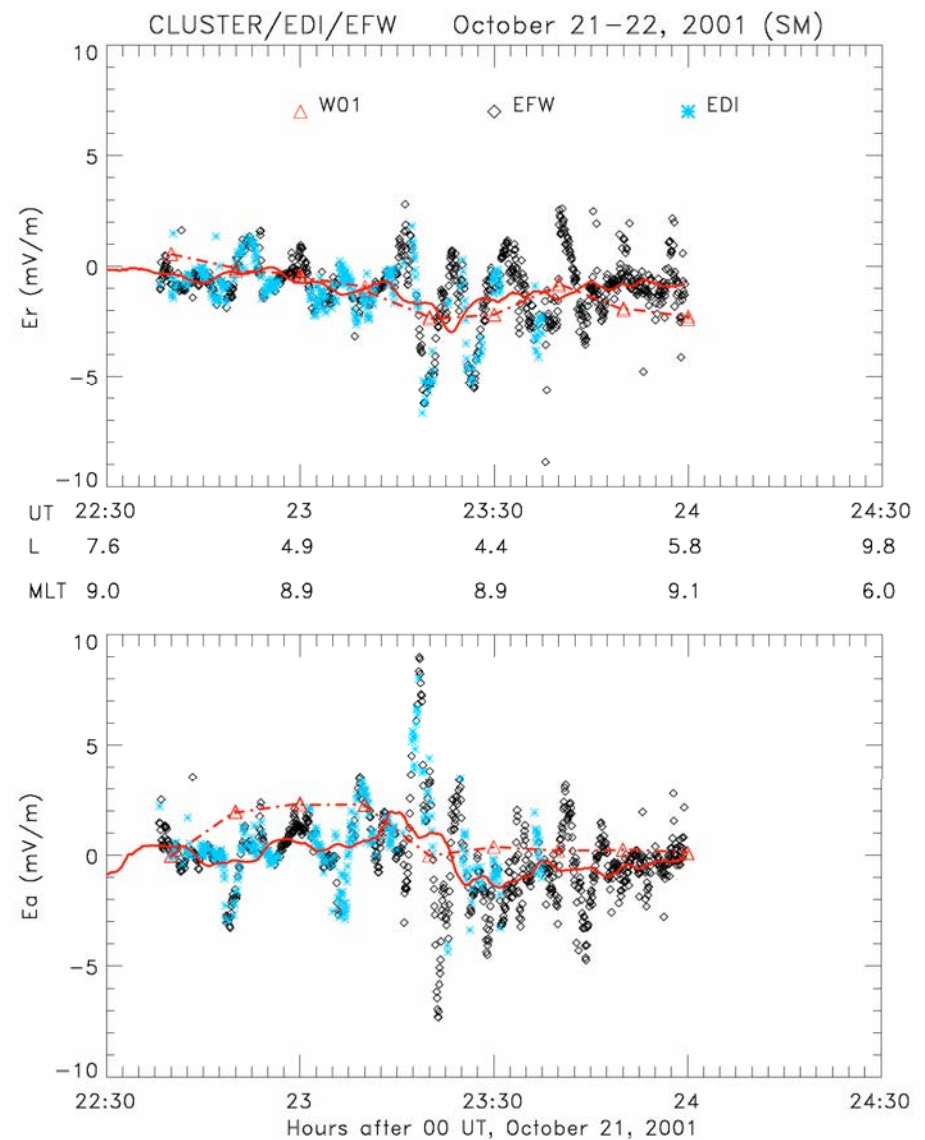 CLUSTER/EDI/EFW October 21-22, 2001 (SM)
10
W01 EFW EDI
5
Er (mV/m)
0
-5
-10
UT 22:30 23 23:30 24 24:30
L 7.6 4.9 4.4 5.8 9.8
MLT 9.0 8.9 8.9 9.1 6.0
10
5
Ea (mV/m)
0
-5
-10
22:30 23 23:30 24 24:30
Hours after 00 UT, October 21, 2001